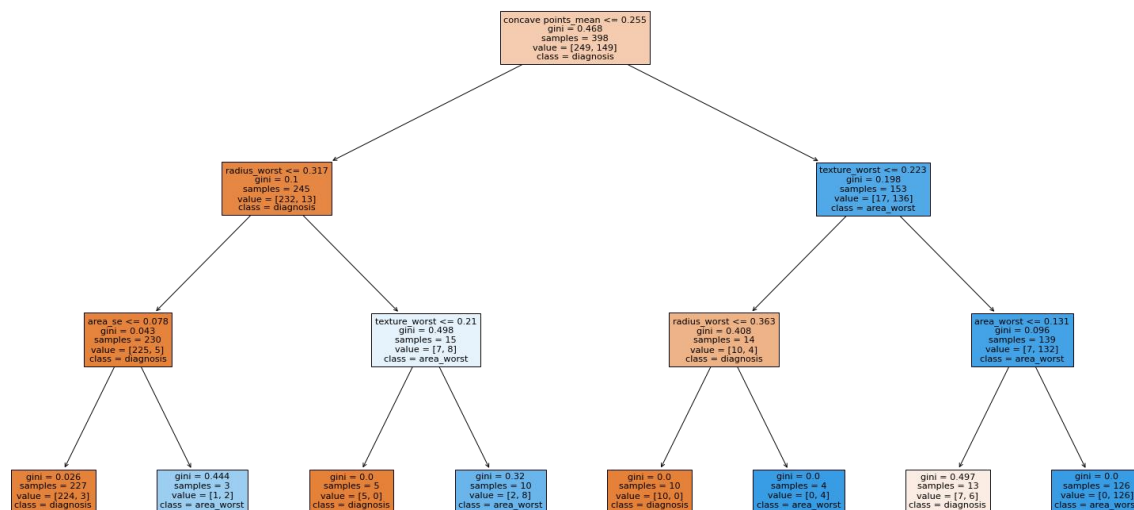 concave points_mean <= 0.255
gini = 0.468
samples = 398
value = [249, 149]
class = diagnosis
radius_worst <= 0.317
gini = 0.1
samples = 245
value = [232, 13]
class = diagnosis
texture_worst <= 0.223
gini = 0.198
samples = 153
value = [17, 136]
class = area_worst
area_se <= 0.078
gini = 0.043
samples = 230
value = [225, 5]
class = diagnosis
texture_worst <= 0.21
gini = 0.498
samples = 15
value = [7, 8]
class = area_worst
radius_worst <= 0.363
gini = 0.408
samples = 14
value = [10, 4]
class = diagnosis
area_worst <= 0.131
gini = 0.096
samples = 139
value = [7, 132]
class = area_worst
gini = 0.026
samples = 227
value = [224, 3]
class = diagnosis
gini = 0.444
samples = 3
value = [1, 2]
class = area_worst
gini = 0.0
samples = 5
value = [5, 0]
class = diagnosis
gini = 0.32
samples = 10
value = [2, 8]
class = area_worst
gini = 0.0
samples = 10
value = [10, 0]
class = diagnosis
gini = 0.0
samples = 4
value = [0, 4]
class = area_worst
gini = 0.497
samples = 13
value = [7, 6]
class = diagnosis
gini = 0.0
samples = 126
value = [0, 126]
class = area_worst